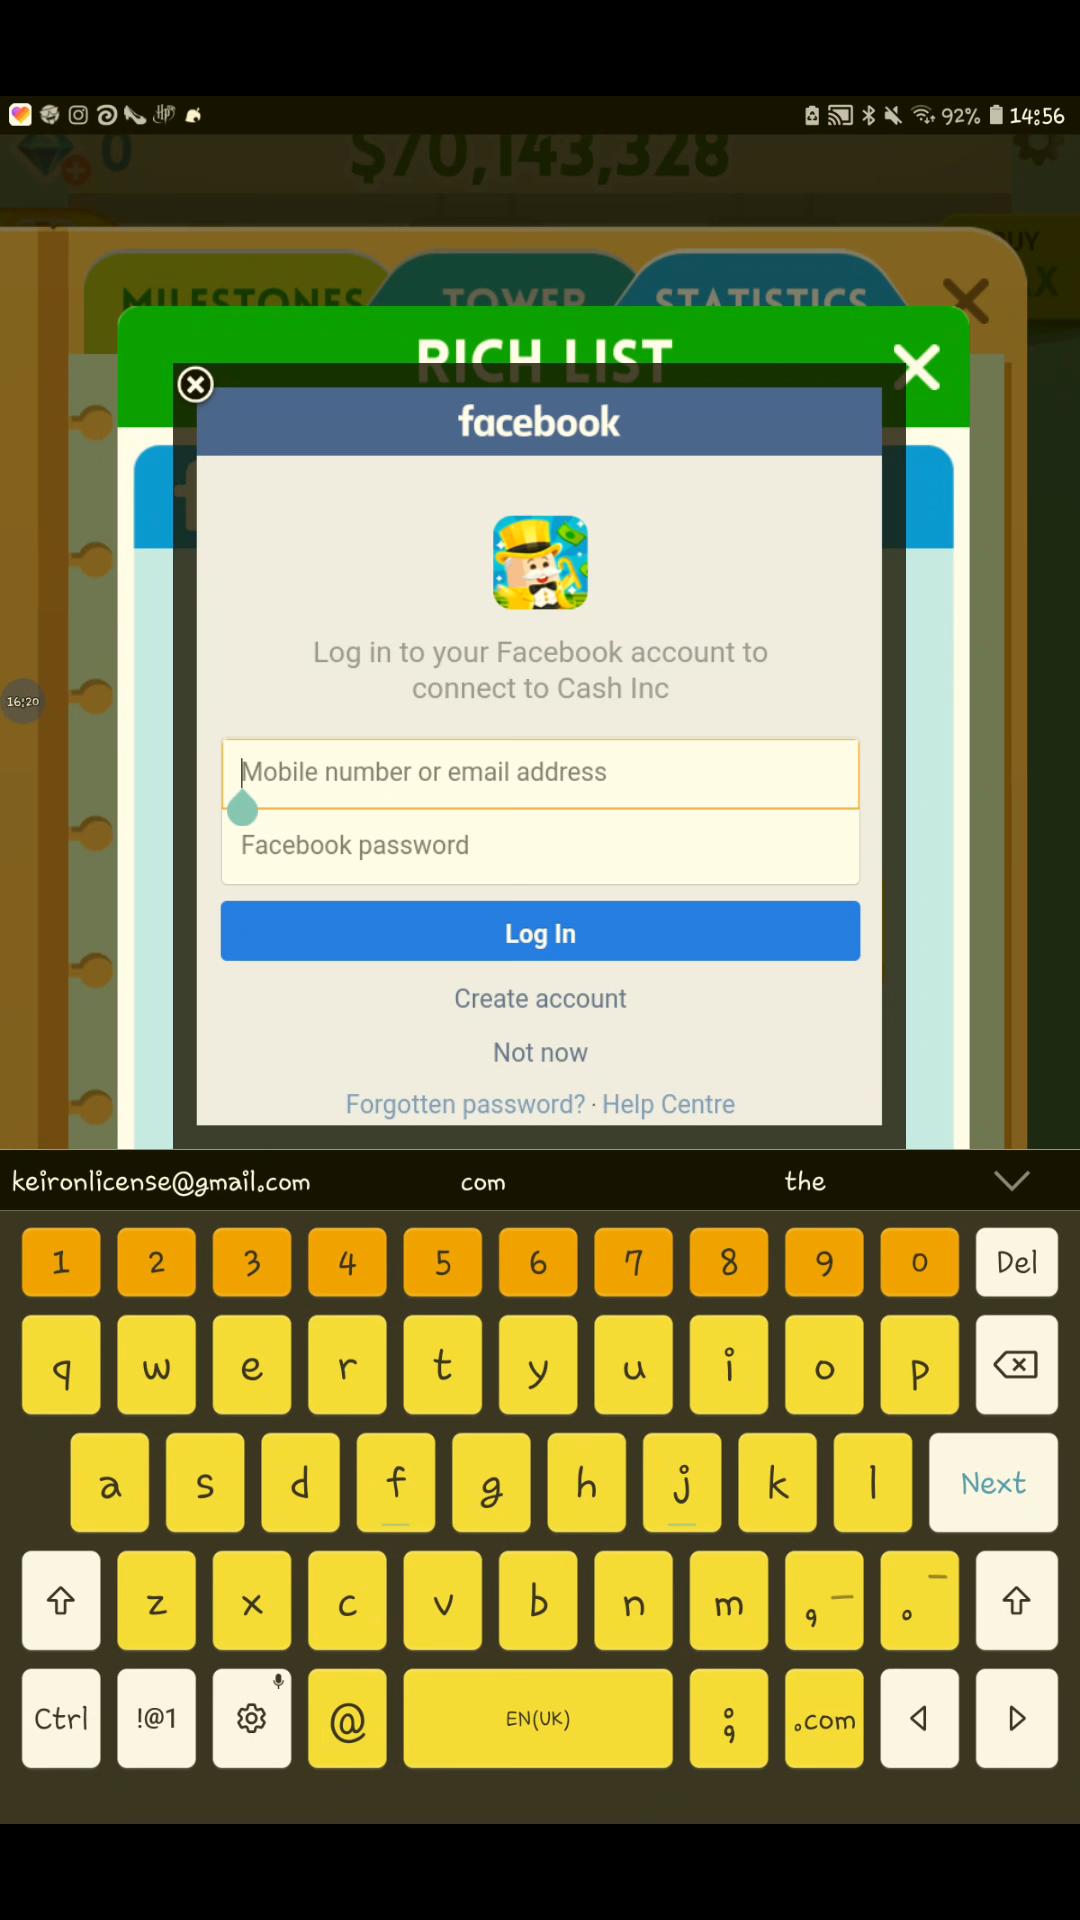 92% 14:56
0 $70,143,328
BUY
MILESTONES TOWER STATISTICS
RICH LIST
facebook
Log in to your Facebook account to
connect to Cash Inc
16:20
Mobile number or email address
Facebook password
Log In
Create account
Not now
Forgotten password? · Help Centre
keironlicense@gmail.com com the
1 2 3 4 5 6 7 8 9 0 Del
q w e r t y u i o p
a s d f g h j k l Next
z x c v b n m , .
Ctrl !@1 @ EN(UK) ; .com